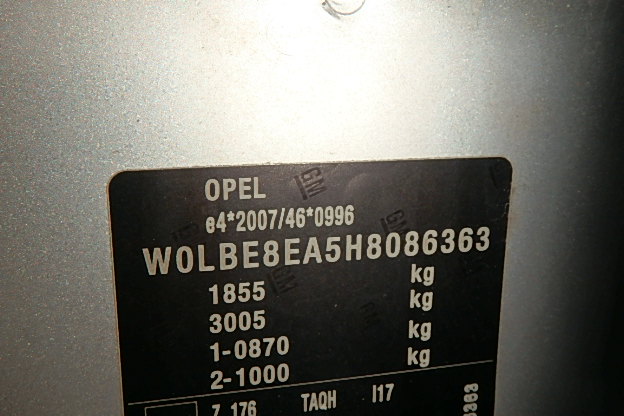 OPEL
e4*2007/46*0996
W0LBE8EA5H8086363
1855 kg
3005 kg
1-0870 kg
2-1000 kg
Z 176 TAQH I17